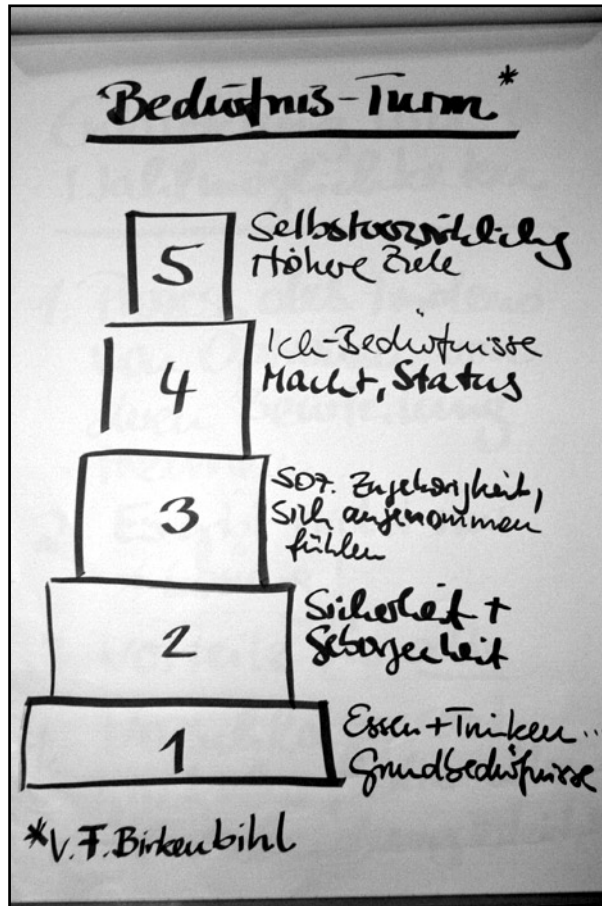 Bedürfnis-Turm*
5
Selbstverwirklichung
Höhere Ziele
4
Ich-Bedürfnisse
Macht, Status
3
Soz. Zugehörigkeit,
sich angenommen
fühlen
2
Sicherheit +
Geborgenheit
1
Essen + Trinken..
Grundbedürfnisse
*V.F. Birkenbihl